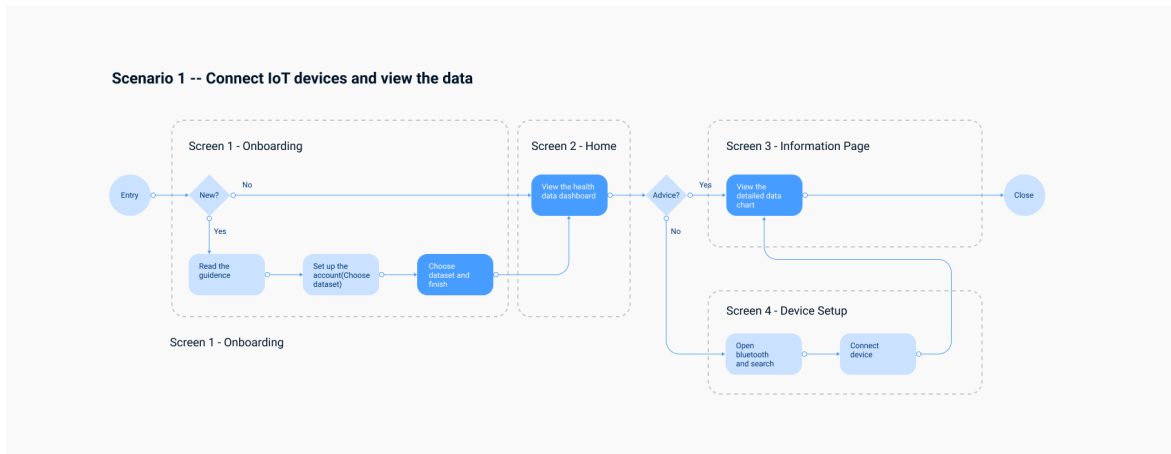 Scenario 1 -- Connect IoT devices and view the data
Screen 1 - Onboarding
Screen 2 - Home
Screen 3 - Information Page
Entry
New?
No
Yes
View the health
data dashboard
Advice?
Yes
No
View the
detailed data
chart
Close
Read the
guidence
Set up the
account(Choose
dataset)
Choose
dataset and
finish
Screen 1 - Onboarding
Screen 4 - Device Setup
Open
bluetooth
and search
Connect
device